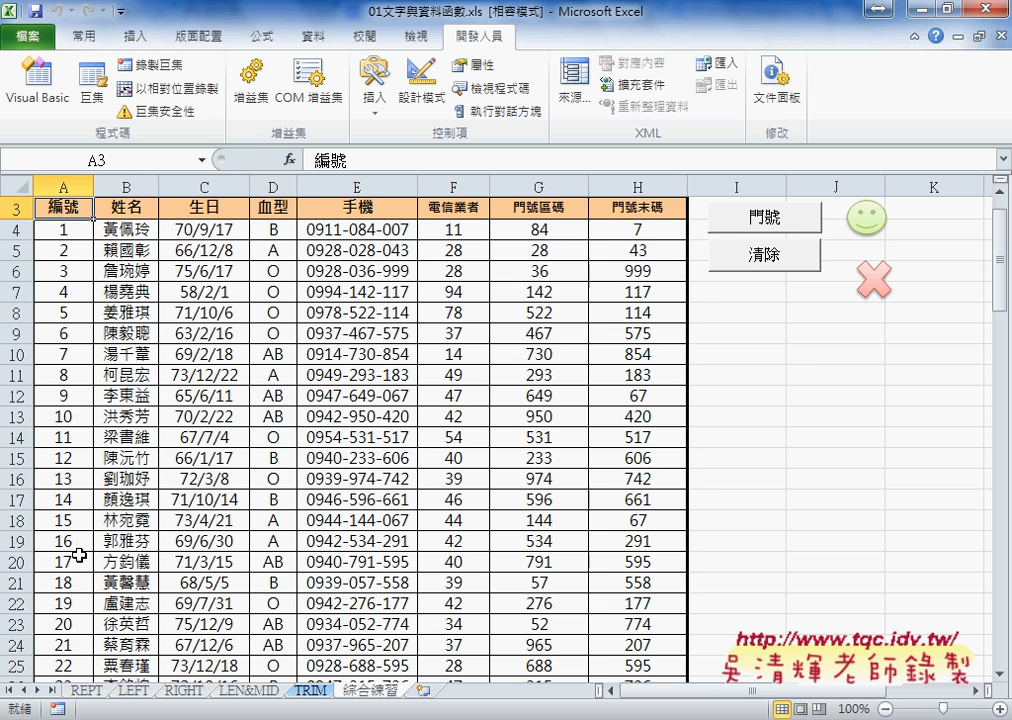 01文字與資料函數.xls [相容模式] - Microsoft Excel
檔案 常用 插入 版面配置 公式 資料 校閱 檢視 開發人員
Visual Basic 巨集 錄製巨集 以相對位置錄製 巨集安全性 程式碼
增益集 COM 增益集 增益集
插入 設計模式 屬性 檢視程式碼 執行對話方塊 控制項
來源... 對應內容 擴充套件 重新整理資料 匯入 匯出 XML
文件面板 修改
A3 fx 編號
A B C D E F G H I J K
3 編號 姓名 生日 血型 手機 電信業者 門號區碼 門號末碼 門號
4 1 黃佩玲 70/9/17 B 0911-084-007 11 84 7
5 2 賴國彰 66/12/8 A 0928-028-043 28 28 43 清除
6 3 詹琬婷 75/6/17 O 0928-036-999 28 36 999
7 4 楊堯典 58/2/1 O 0994-142-117 94 142 117
8 5 姜雅琪 71/10/6 O 0978-522-114 78 522 114
9 6 陳毅聰 63/2/16 O 0937-467-575 37 467 575
10 7 湯千葦 69/2/18 AB 0914-730-854 14 730 854
11 8 柯昆宏 73/12/22 A 0949-293-183 49 293 183
12 9 李東益 65/6/11 AB 0947-649-067 47 649 67
13 10 洪秀芳 70/2/22 AB 0942-950-420 42 950 420
14 11 梁書維 67/7/4 O 0954-531-517 54 531 517
15 12 陳沅竹 66/1/17 B 0940-233-606 40 233 606
16 13 劉珈妤 72/3/8 O 0939-974-742 39 974 742
17 14 顏逸琪 71/10/14 B 0946-596-661 46 596 661
18 15 林宛霓 73/4/21 A 0944-144-067 44 144 67
19 16 郭雅芬 69/6/30 A 0942-534-291 42 534 291
20 17 方鈞儀 71/3/15 AB 0940-791-595 40 791 595
21 18 黃馨慧 68/5/5 B 0939-057-558 39 57 558
22 19 盧建志 69/7/31 O 0942-276-177 42 276 177
23 20 徐英哲 75/12/9 AB 0934-052-774 34 52 774
24 21 蔡育霖 67/12/6 AB 0937-965-207 37 965 207
25 22 粟春瑾 73/12/18 O 0928-688-595 28 688 595
http://www.tqc.idv.tw/
吳清輝老師錄製
REPT LEFT RIGHT LEN&MID TRIM 綜合練習
就緒 100%